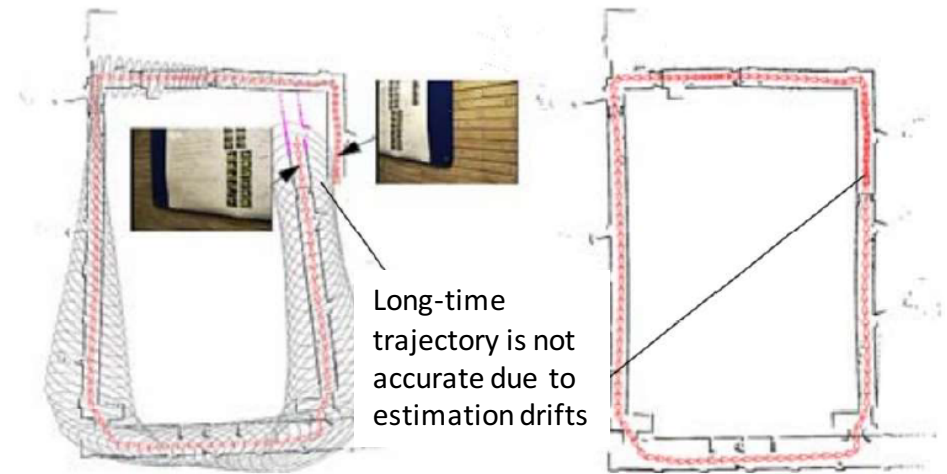 Long-time
trajectory is not
accurate due to
estimation drifts